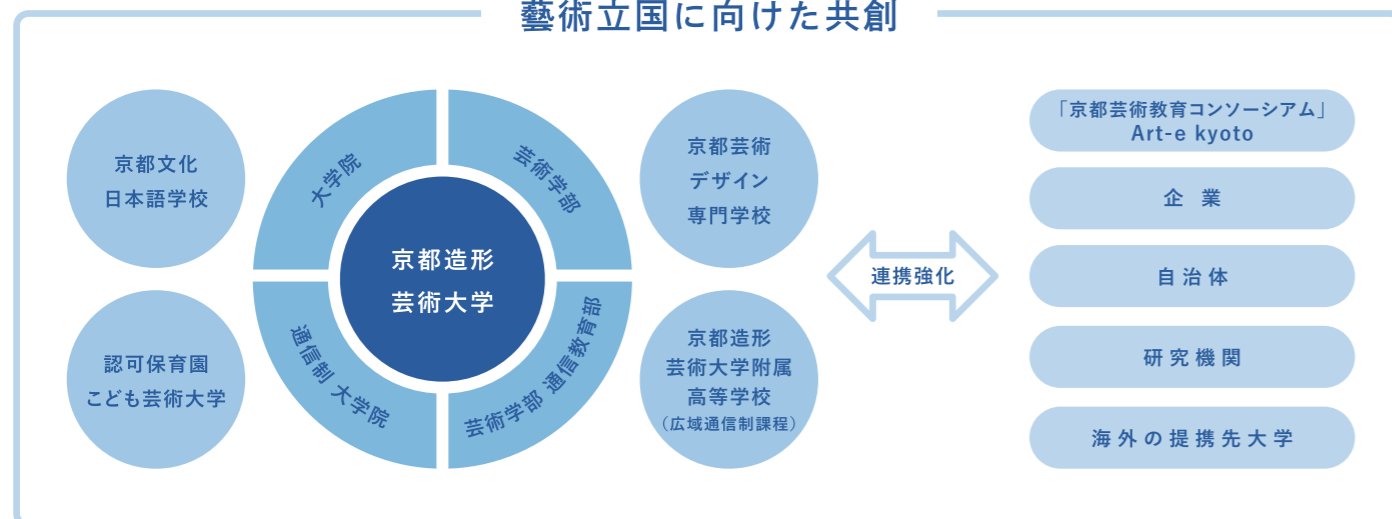 藝術立国に向けた共創
京都文化
日本語学校
大学院
芸術学部
京都芸術
デザイン
専門学校
京都造形
芸術大学
認可保育園
こども芸術大学
通信制 大学院
芸術学部 通信教育部
京都造形
芸術大学附属
高等学校
(広域通信制課程)
連携強化
「京都芸術教育コンソーシアム」
Art-e kyoto
企 業
自治体
研究機関
海外の提携先大学